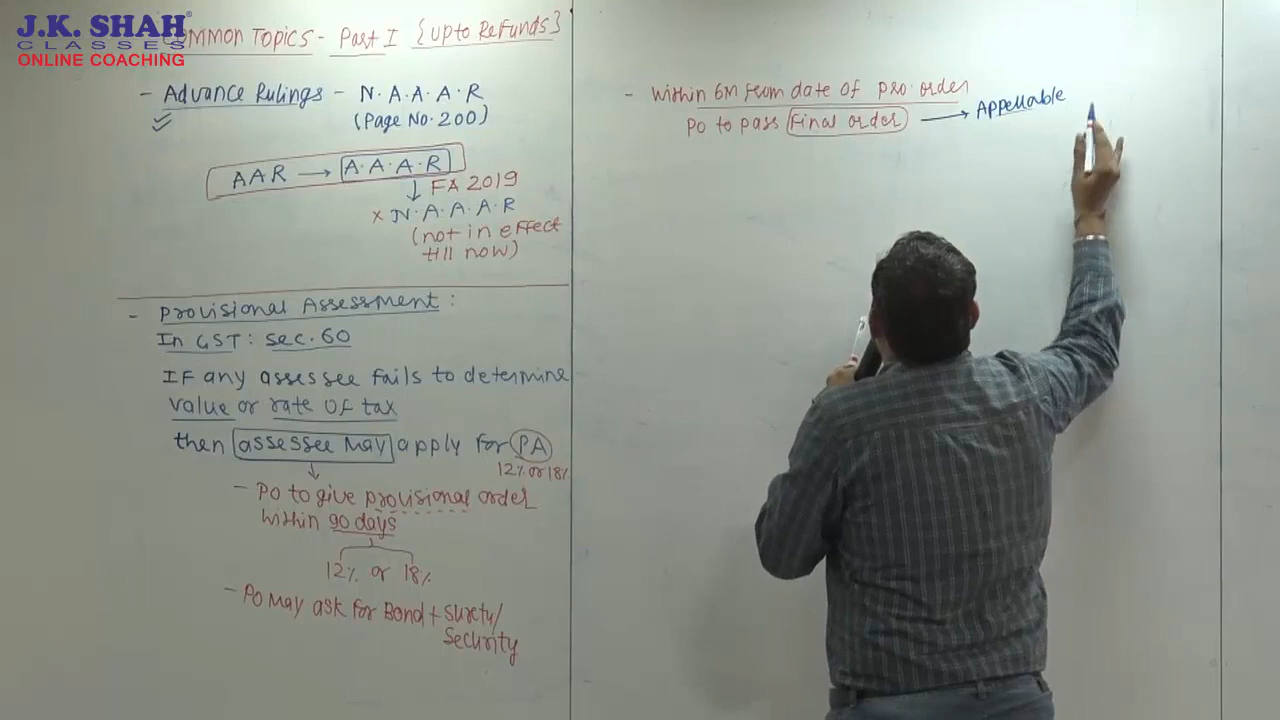 J.K. SHAH®
CLASSES
ONLINE COACHING
OMMON TOPICS - Part I {upto Refunds}
- Advance Rulings - N.A.A.A.R
(Page No. 200)
AAR → A.A.A.R
↓ FA 2019
× N.A.A.A.R
(not in effect
till now)
- Provisional Assessment:
In GST: sec. 60
If any assessee fails to determine
value or rate of tax
then assessee may apply for PA
12% or 18%
- PO to give provisional order
within 90 days
12% or 18%
- PO may ask for Bond + Surety/
Security
- within 6M from date of pro. order
PO to pass final order → Appellable